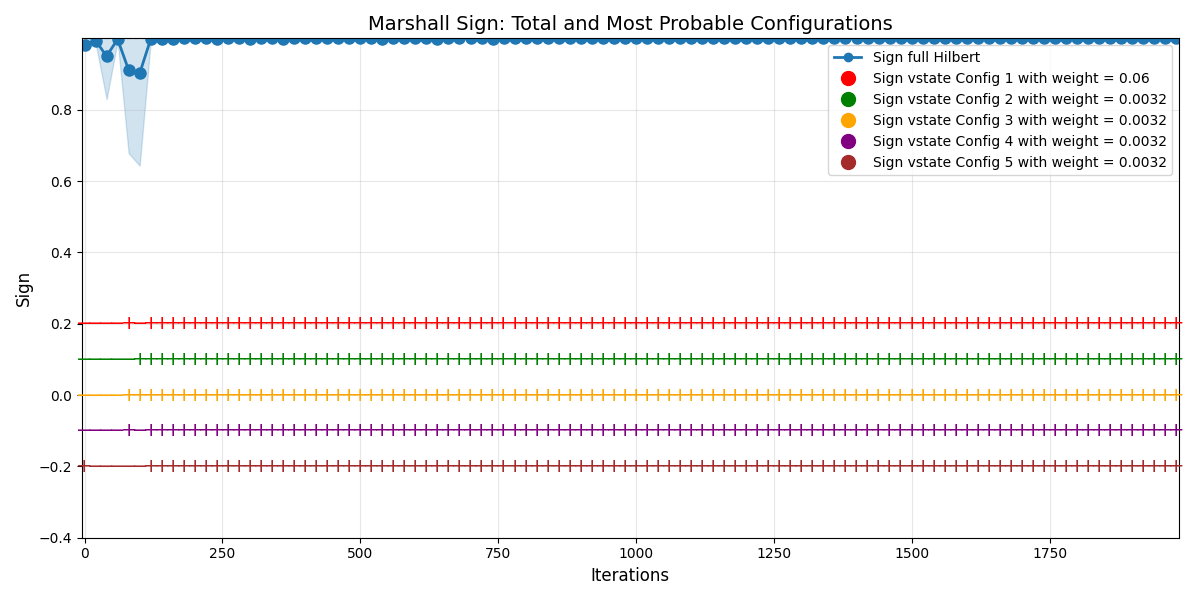 Marshall Sign: Total and Most Probable Configurations
Sign full Hilbert
Sign vstate Config 1 with weight = 0.06
Sign vstate Config 2 with weight = 0.0032
Sign vstate Config 3 with weight = 0.0032
Sign vstate Config 4 with weight = 0.0032
Sign vstate Config 5 with weight = 0.0032
Sign
0.8
0.6
0.4
0.2
0.0
−0.2
−0.4
0 250 500 750 1000 1250 1500 1750
Iterations